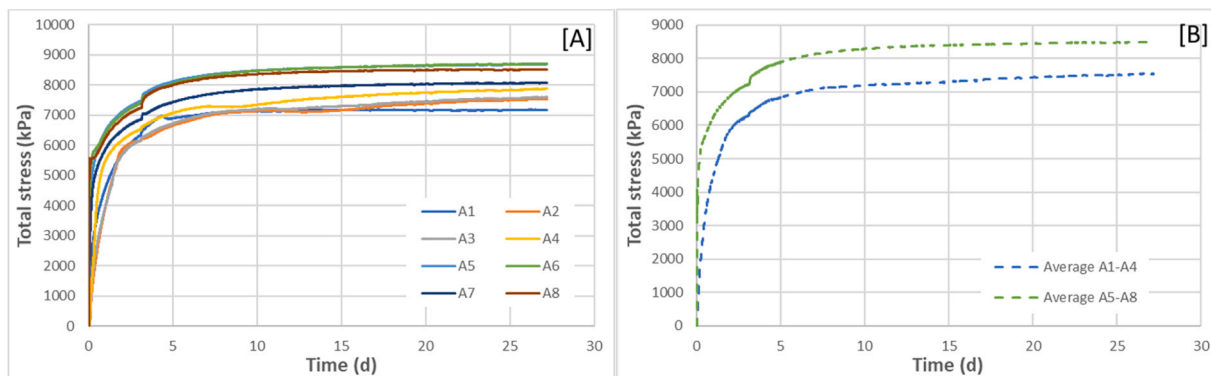 [A]
Total stress (kPa)
10000
9000
8000
7000
6000
5000
4000
3000
2000
1000
0
A1 A2
A3 A4
A5 A6
A7 A8
0 5 10 15 20 25 30
Time (d)
[B]
Total stress (kPa)
9000
8000
7000
6000
5000
4000
3000
2000
1000
0
Average A1-A4
Average A5-A8
0 5 10 15 20 25 30
Time (d)